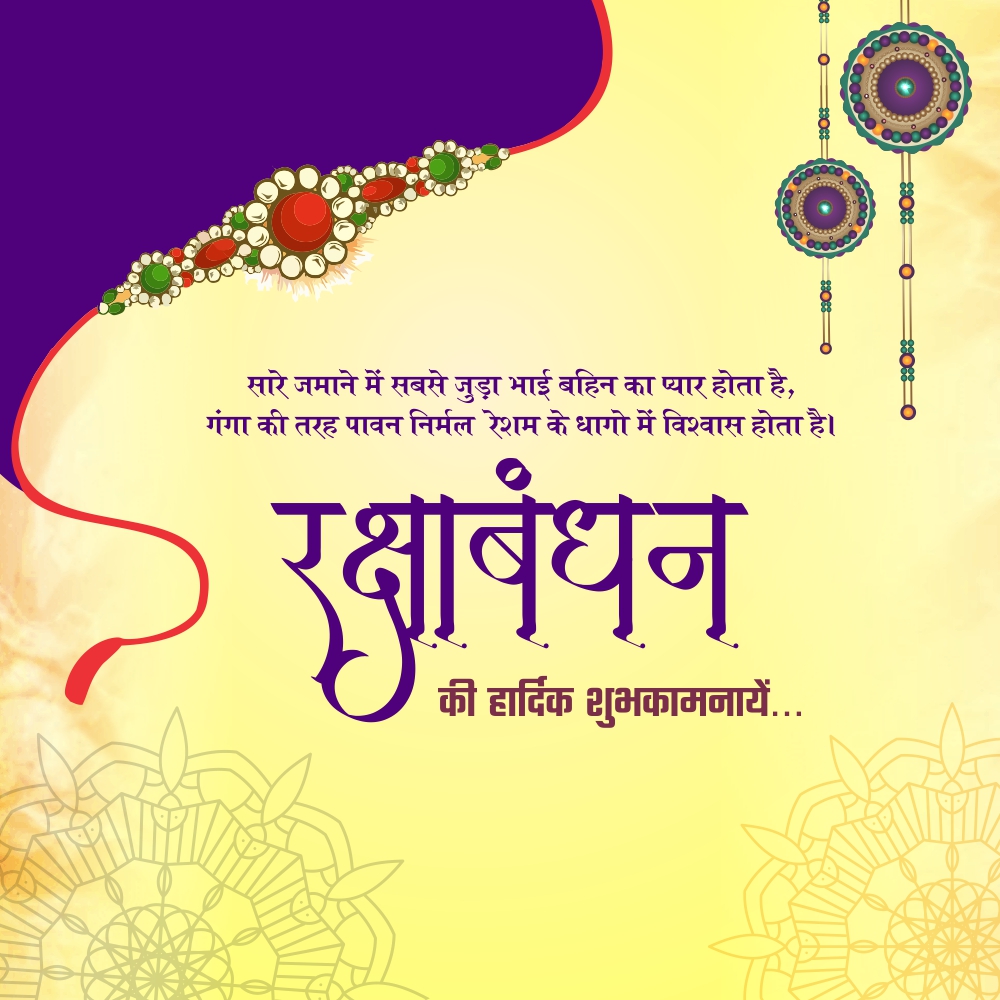 सारे जमाने में सबसे जुड़ा भाई बहिन का प्यार होता है,
गंगा की तरह पावन निर्मल रेशम के धागो में विश्वास होता है।
रक्षाबंधन
की हार्दिक शुभकामनायें...